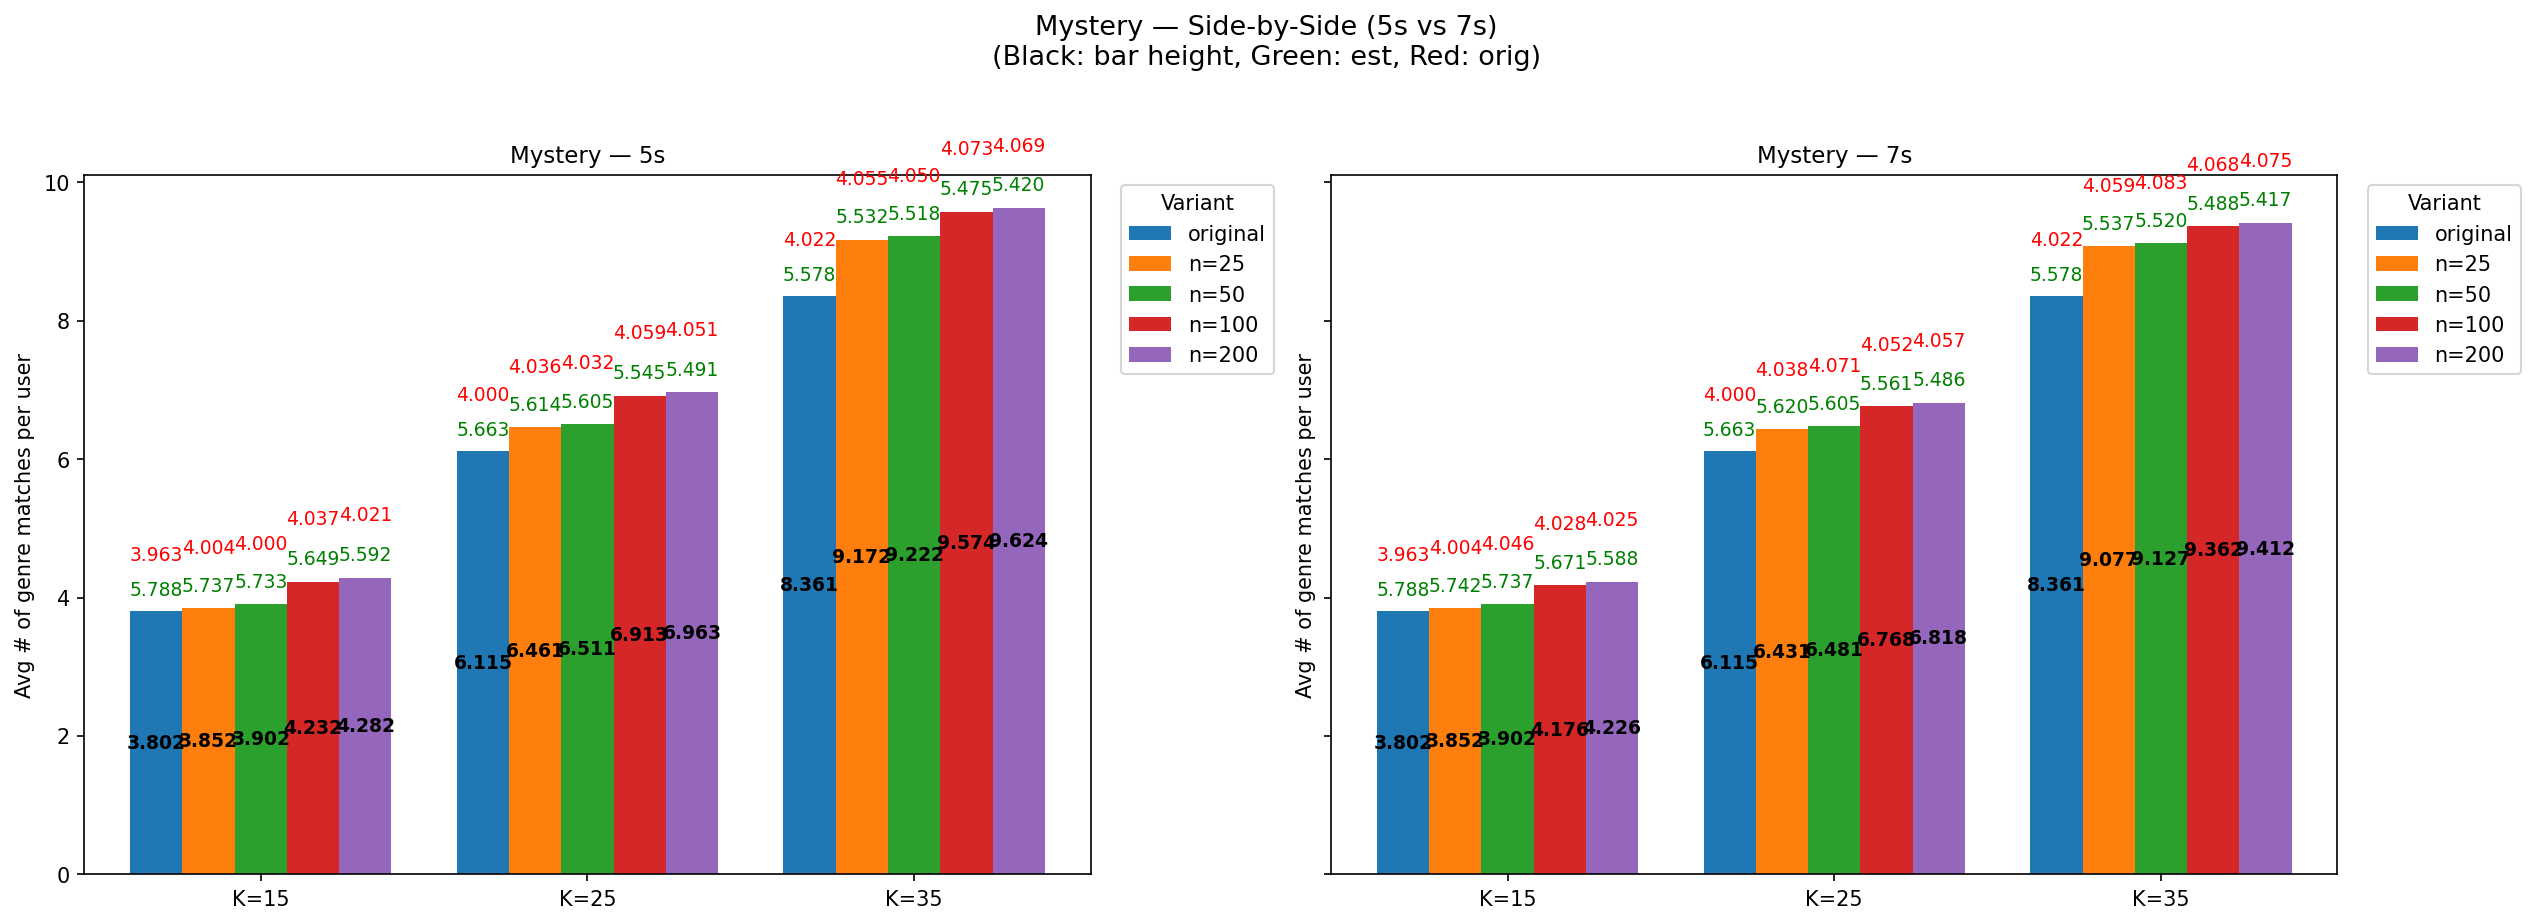 Mystery — Side-by-Side (5s vs 7s)
(Black: bar height, Green: est, Red: orig)
Mystery — 5s
Avg # of genre matches per user
10
8
6
4
2
0
3.963 4.004 4.000 4.037 4.021
5.788 5.737 5.733 5.649 5.592
3.802 3.852 3.902 4.232 4.282
4.000 4.036 4.032 4.059 4.051
5.663 5.614 5.605 5.545 5.491
6.115 6.461 6.511 6.913 6.963
4.022 4.055 4.050 4.073 4.069
5.578 5.532 5.518 5.475 5.420
8.361 9.172 9.222 9.574 9.624
K=15 K=25 K=35
Variant
original
n=25
n=50
n=100
n=200
Mystery — 7s
Avg # of genre matches per user
3.963 4.004 4.046 4.028 4.025
5.788 5.742 5.737 5.671 5.588
3.802 3.852 3.902 4.176 4.226
4.000 4.038 4.071 4.052 4.057
5.663 5.620 5.605 5.561 5.486
6.115 6.431 6.481 6.768 6.818
4.022 4.059 4.083 4.068 4.075
5.578 5.537 5.520 5.488 5.417
8.361 9.077 9.127 9.362 9.412
K=15 K=25 K=35
Variant
original
n=25
n=50
n=100
n=200